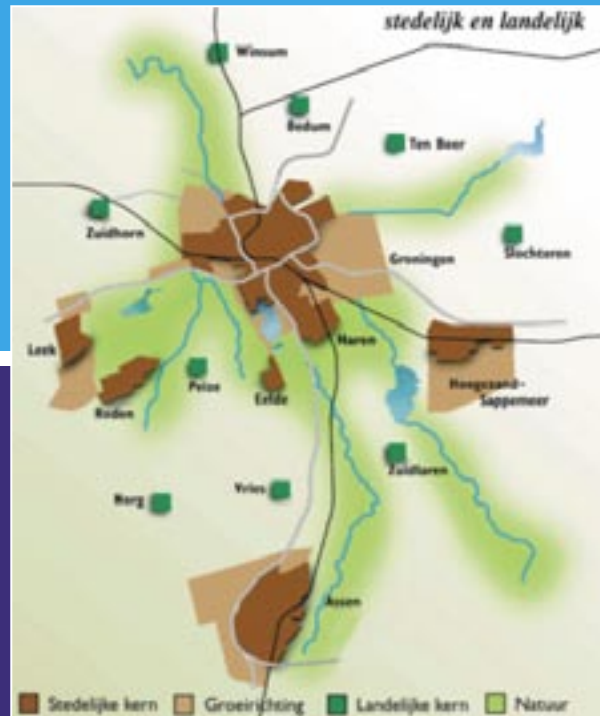 stedelijk en landelijk
Winsum
Bedum
Ten Boer
Zuidhorn
Groningen
Slochteren
Leek
Haren
Roden
Peize
Eelde
Hoogezand-
Sappemeer
Zuidlaren
Norg
Vries
Assen
Stedelijke kern
Groeirichting
Landelijke kern
Natuur